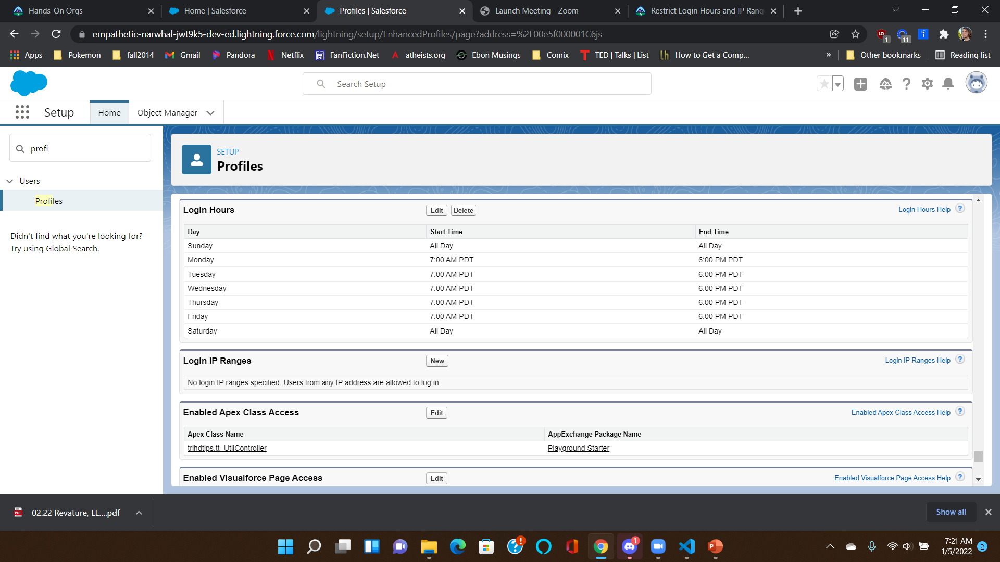 Hands-On Orgs
Home | Salesforce
Profiles | Salesforce
Launch Meeting - Zoom
Restrict Login Hours and IP Rang
empathetic-narwhal-jwt9k5-dev-ed.lightning.force.com/lightning/setup/EnhancedProfiles/page?address=%2F00e5f000001C6js
1
11
Apps
Pokemon
fall2014
Gmail
Pandora
Netflix
FanFiction.Net
atheists.org
Ebon Musings
Comix
TED | Talks | List
How to Get a Comp...
»
Other bookmarks
Reading list
Search Setup
Setup
Home
Object Manager
profi
Users
Profiles
Didn't find what you're looking for?
Try using Global Search.
SETUP
Profiles
Login Hours
Edit
Delete
Login Hours Help ?
Day Start Time End Time
Sunday All Day All Day
Monday 7:00 AM PDT 6:00 PM PDT
Tuesday 7:00 AM PDT 6:00 PM PDT
Wednesday 7:00 AM PDT 6:00 PM PDT
Thursday 7:00 AM PDT 6:00 PM PDT
Friday 7:00 AM PDT 6:00 PM PDT
Saturday All Day All Day
Login IP Ranges
New
Login IP Ranges Help ?
No login IP ranges specified. Users from any IP address are allowed to log in.
Enabled Apex Class Access
Edit
Enabled Apex Class Access Help ?
Apex Class Name AppExchange Package Name
trlhdtips.tt_UtilController Playground Starter
Enabled Visualforce Page Access
Edit
Enabled Visualforce Page Access Help ?
PDF
02.22 Revature, LL....pdf
Show all
1
7:21 AM
1/5/2022
2